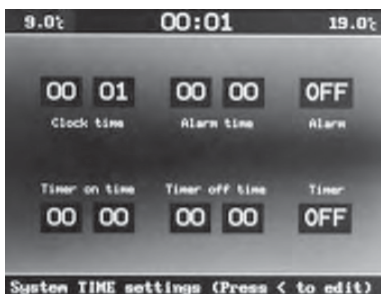 9.0℃ 00:01 19.0℃
00 01 00 00 OFF
Clock time Alarm time Alarm
Timer on time Timer off time Timer
00 00 00 00 OFF
System TIME settings (Press < to edit)